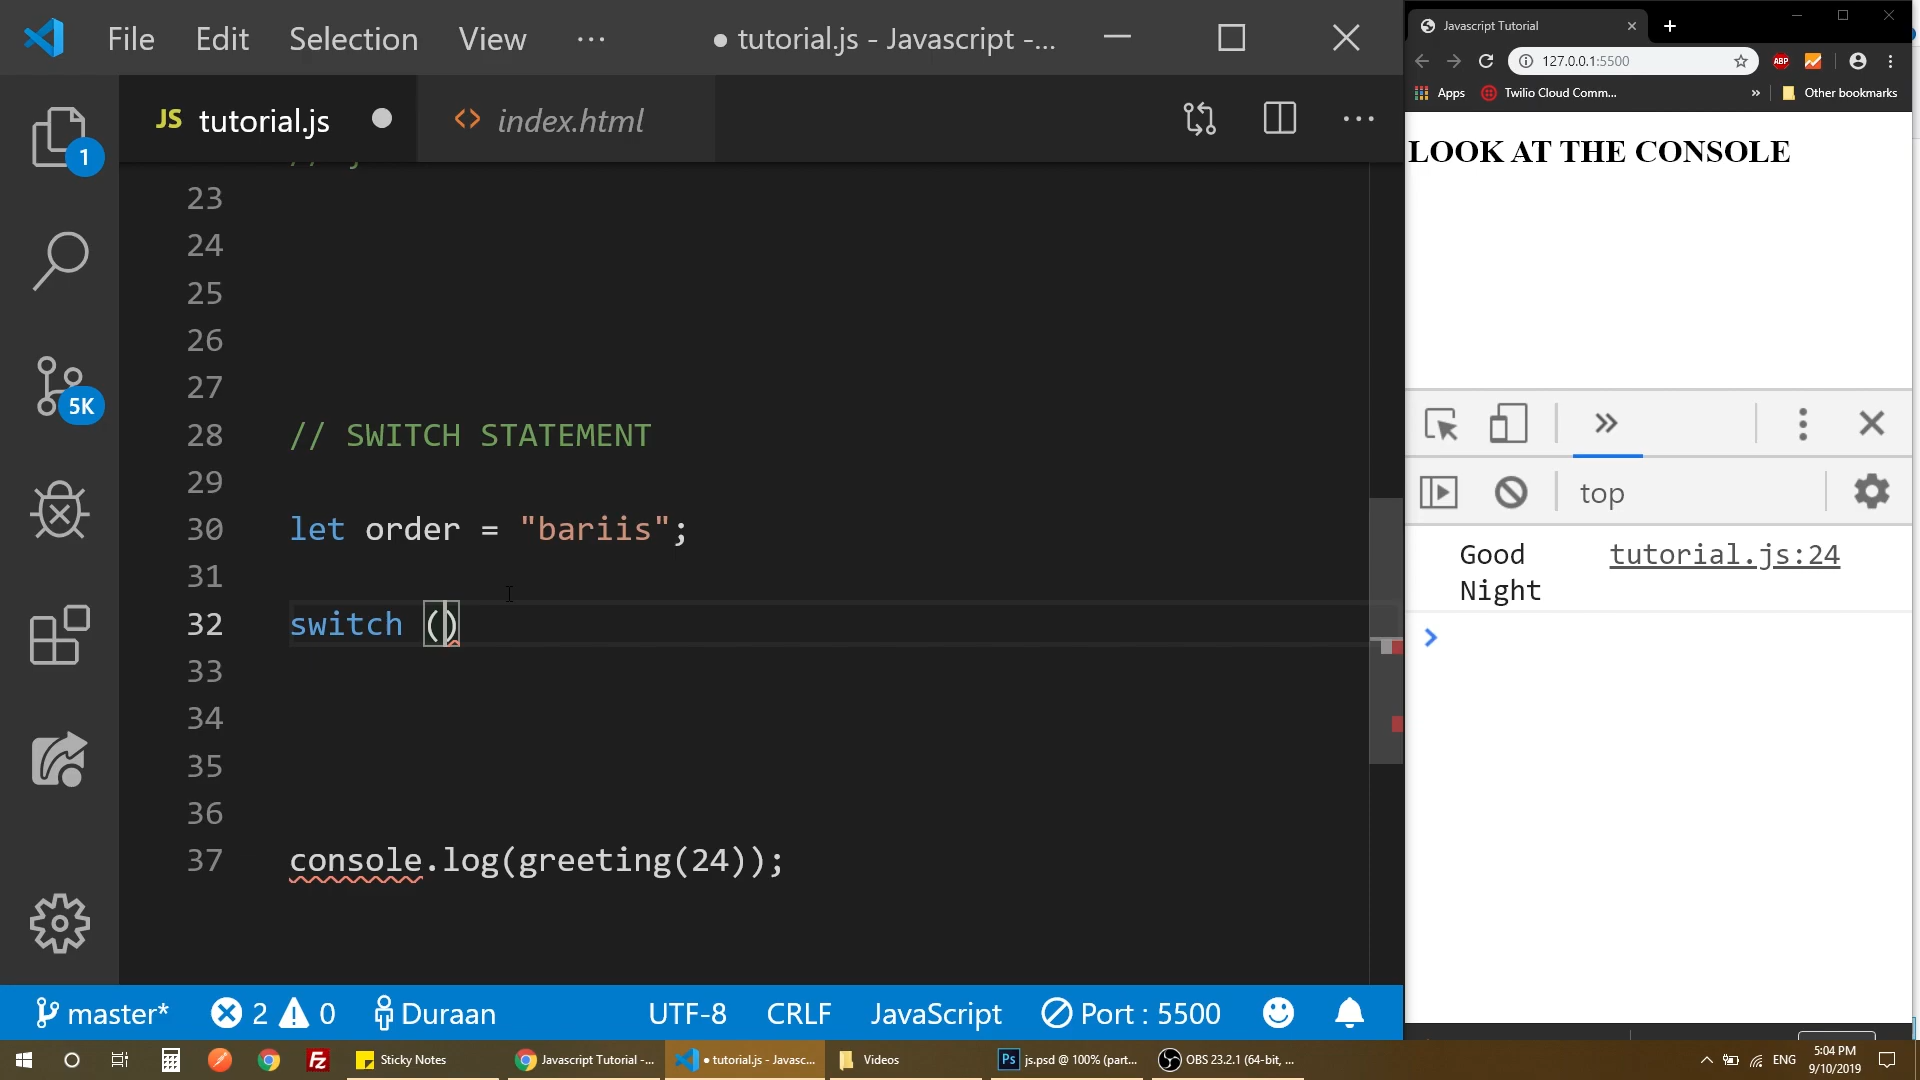 File Edit Selection View ··· ● tutorial.js - Javascript -...
JS tutorial.js ●
<> index.html
1
5K
23
24
25
26
27
28 // SWITCH STATEMENT
29
30 let order = "bariis";
31
32 switch ()
33
34
35
36
37 console.log(greeting(24));
master* 2 0 Duraan UTF-8 CRLF JavaScript Port : 5500
Javascript Tutorial
127.0.0.1:5500 ABP
Apps Twilio Cloud Comm... » Other bookmarks
LOOK AT THE CONSOLE
top
Good tutorial.js:24
Night
Fz Sticky Notes Javascript Tutorial -... ● tutorial.js - Javasc... Videos Ps js.psd @ 100% (part... OBS 23.2.1 (64-bit, ... ENG 5:04 PM
9/10/2019